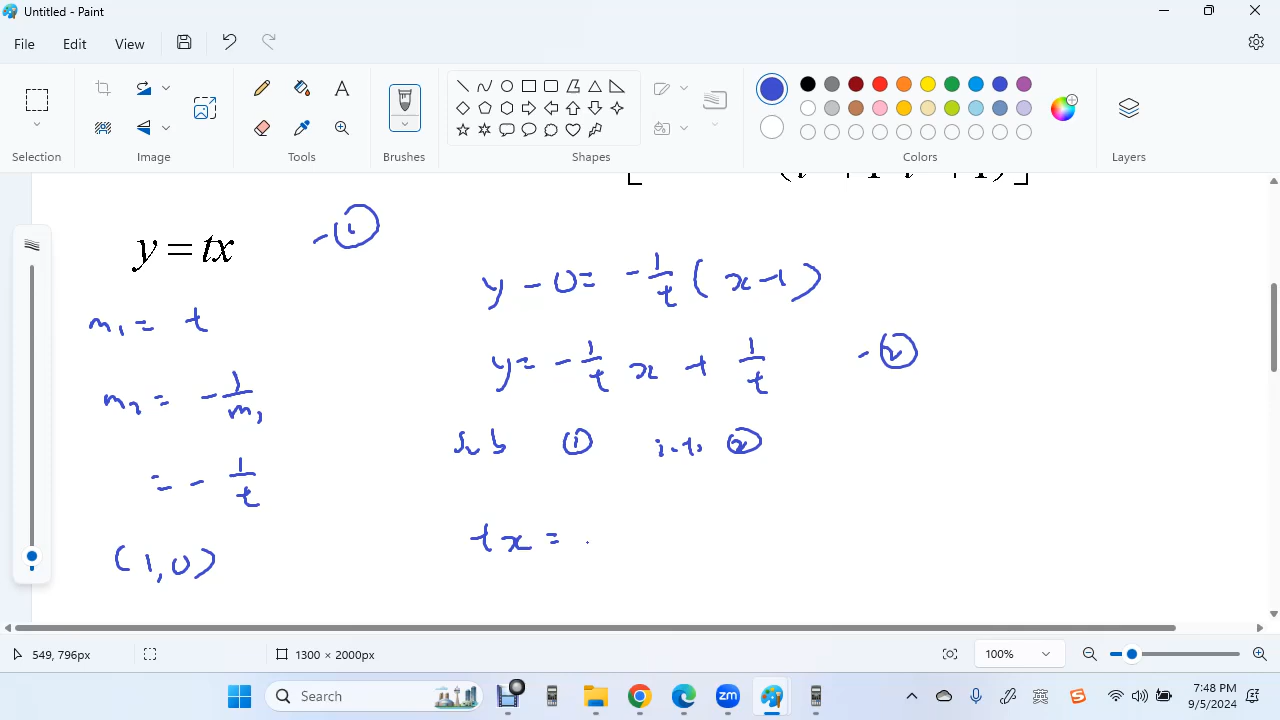 Untitled - Paint
File Edit View
Selection Image Tools Brushes Shapes Colors Layers
y = tx - ①
y - 0 = -1/t (x-1)
m₁ = t
y = -1/t x + 1/t - ②
m₂ = -1/m₁
sub ① into ②
= - 1/t
tx =
(1,0)
549, 796px
1300 × 2000px
100%
Search
7:48 PM
9/5/2024